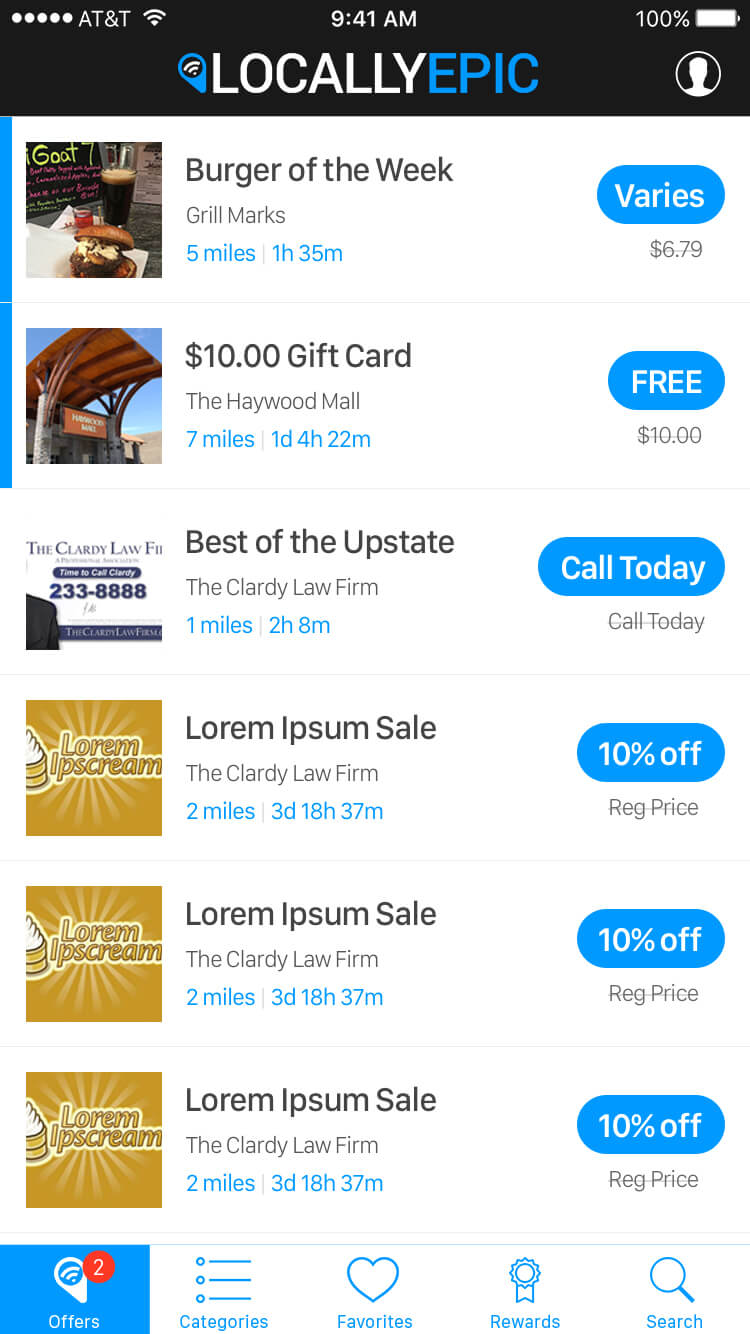 AT&T 9:41 AM 100%
LOCALLYEPIC
iGoat 7
Burger of the Week
Grill Marks
5 miles | 1h 35m
Varies
$6.79
HAYWOOD
MALL
$10.00 Gift Card
The Haywood Mall
7 miles | 1d 4h 22m
FREE
$10.00
THE CLARDY LAW FI
A PROFESSIONAL ASSOCIATION
Time to Call Clardy
233-8888
THECLARDYLAWFIRM.C
Best of the Upstate
The Clardy Law Firm
1 miles | 2h 8m
Call Today
Call Today
Lorem
Ipscream
Lorem Ipsum Sale
The Clardy Law Firm
2 miles | 3d 18h 37m
10% off
Reg Price
Lorem
Ipscream
Lorem Ipsum Sale
The Clardy Law Firm
2 miles | 3d 18h 37m
10% off
Reg Price
Lorem
Ipscream
Lorem Ipsum Sale
The Clardy Law Firm
2 miles | 3d 18h 37m
10% off
Reg Price
2
Offers Categories Favorites Rewards Search